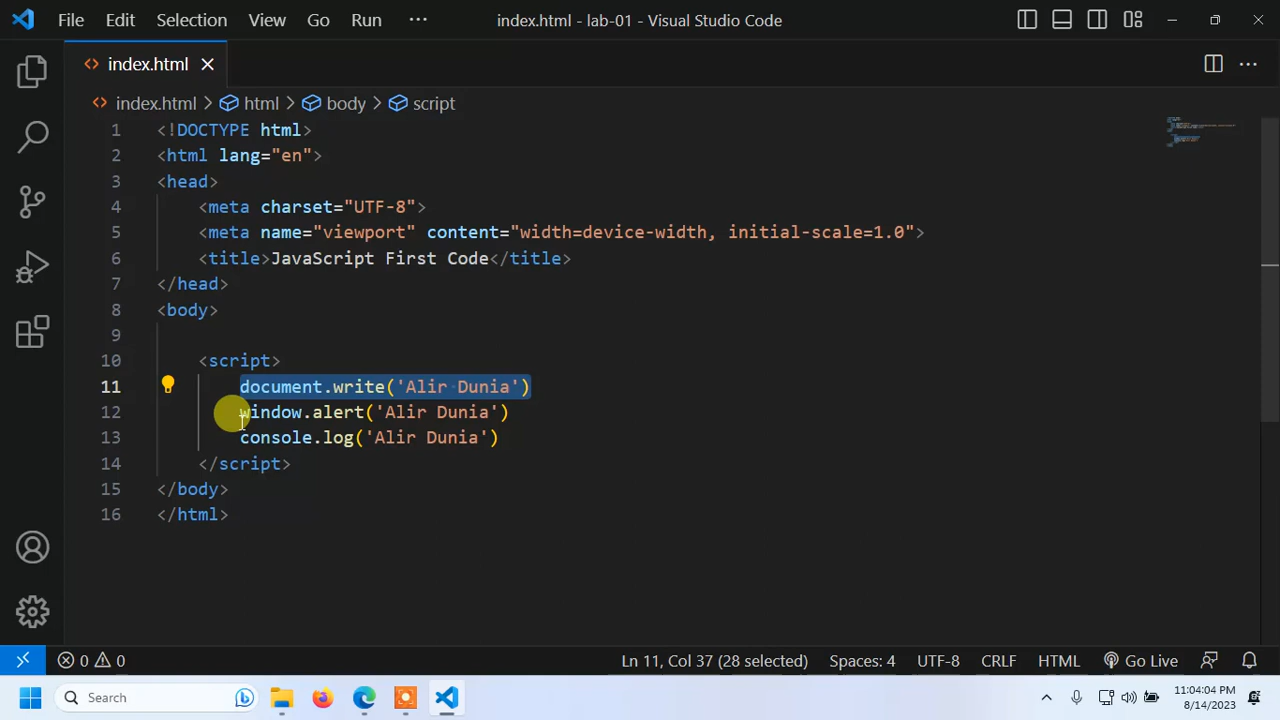 File Edit Selection View Go Run ··· index.html - lab-01 - Visual Studio Code
index.html
index.html > html > body > script
1 <!DOCTYPE html>
2 <html lang="en">
3 <head>
4 <meta charset="UTF-8">
5 <meta name="viewport" content="width=device-width, initial-scale=1.0">
6 <title>JavaScript First Code</title>
7 </head>
8 <body>
9
10 <script>
11 document.write('Alir Dunia')
12 window.alert('Alir Dunia')
13 console.log('Alir Dunia')
14 </script>
15 </body>
16 </html>
0 0 Ln 11, Col 37 (28 selected) Spaces: 4 UTF-8 CRLF HTML Go Live
Search 11:04:04 PM
8/14/2023